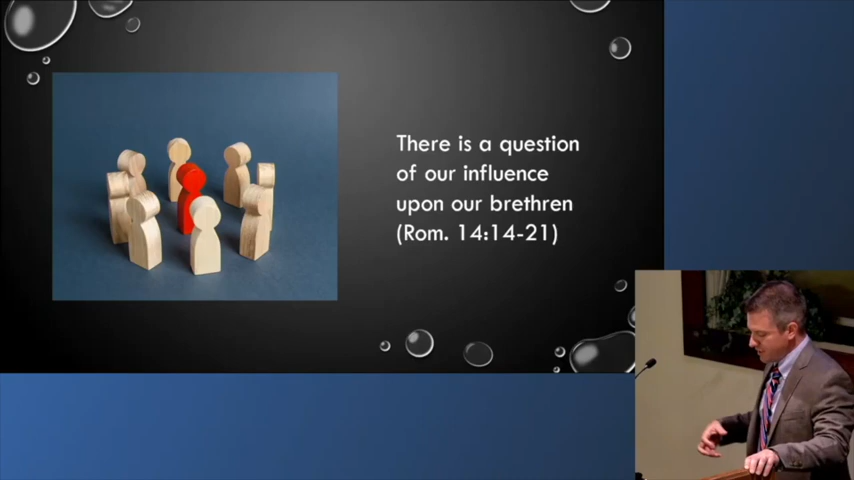 There is a question
of our influence
upon our brethren
(Rom. 14:14-21)